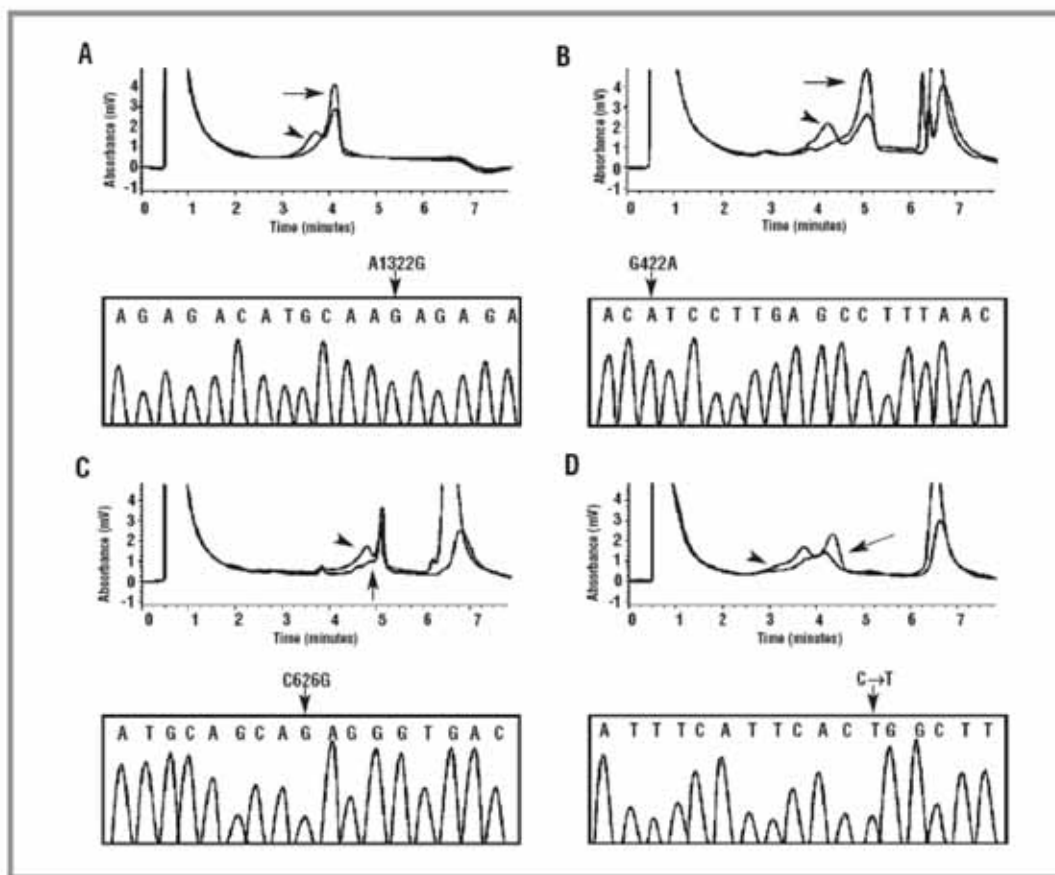 A
Absorbance (mV)
4
3
2
1
0
-1
0 1 2 3 4 5 6 7
Time (minutes)
A1322G
A G A G A C A T G C A A G A G A G A
B
Absorbance (mV)
4
3
2
1
0
-1
0 1 2 3 4 5 6 7
Time (minutes)
G422A
A C A T C C T T G A G C C T T T A A C
C
Absorbance (mV)
4
3
2
1
0
-1
0 1 2 3 4 5 6 7
Time (minutes)
C626G
A T G C A G C A G A G G G T G A C
D
Absorbance (mV)
4
3
2
1
0
-1
0 1 2 3 4 5 6 7
Time (minutes)
C→T
A T T T C A T T C A C T G G C T T